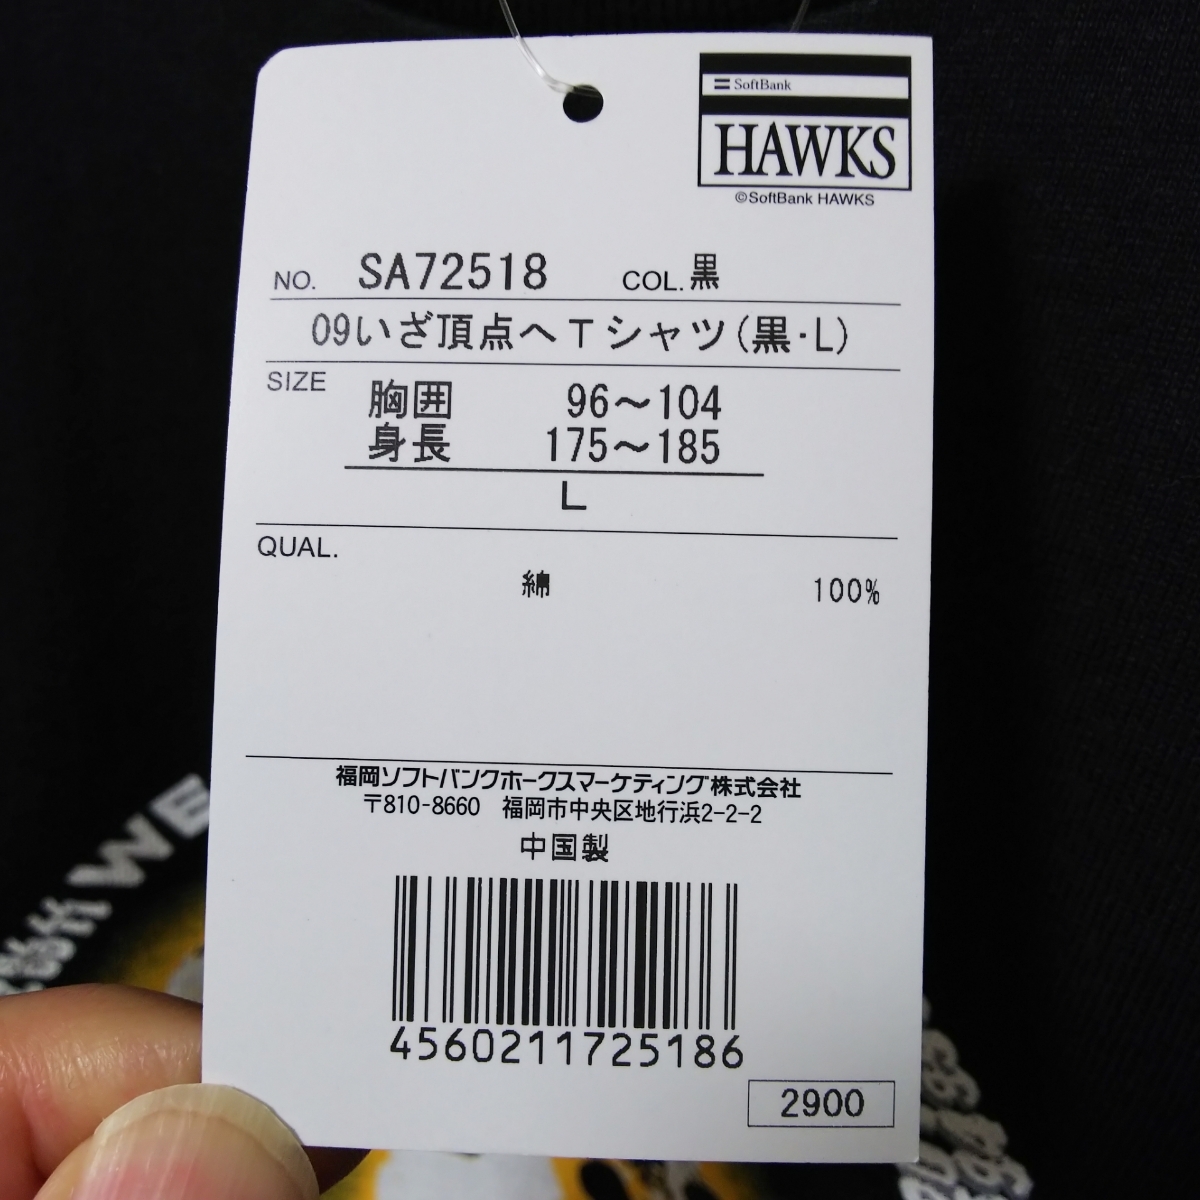 SoftBank
HAWKS
©SoftBank HAWKS
NO. SA72518 COL.黒
09いざ頂点へTシャツ(黒・L)
SIZE
胸囲 96〜104
身長 175〜185
L
QUAL.
綿 100%
福岡ソフトバンクホークスマーケティング株式会社
〒810-8660 福岡市中央区地行浜2-2-2
中国製
4560211725186
2900
WE